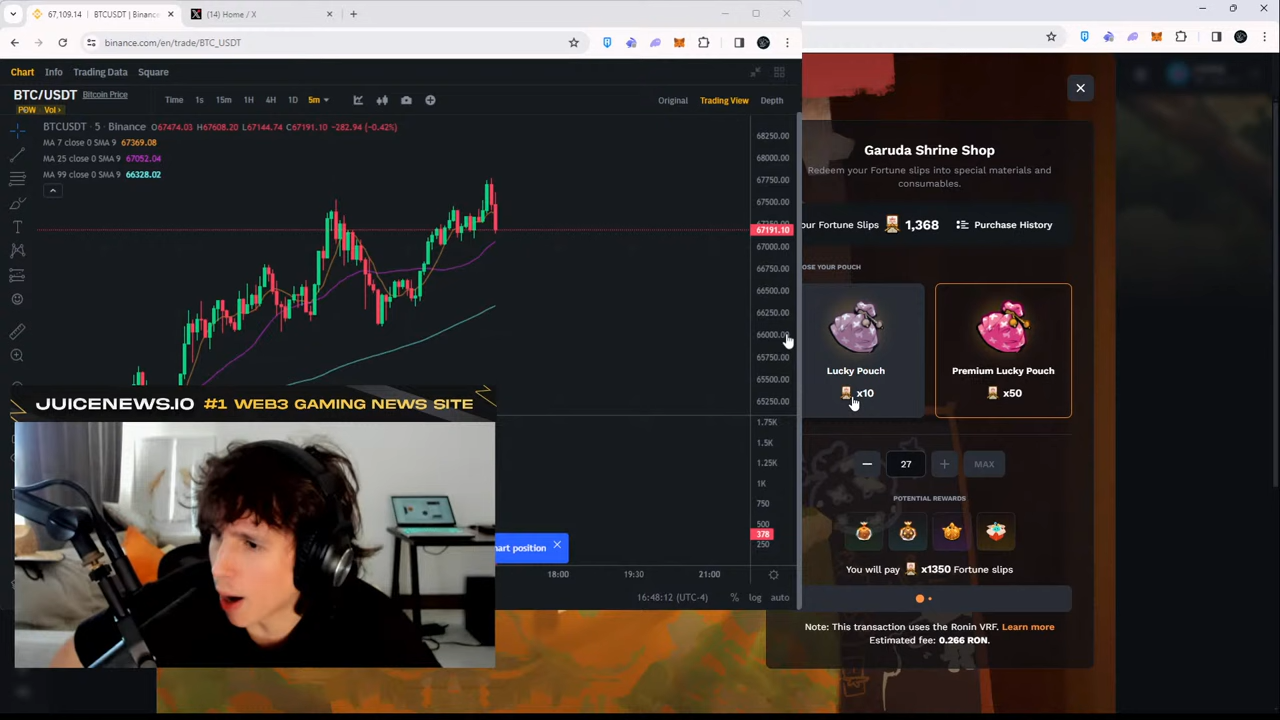 67,109.14 | BTCUSDT | Binanc
(14) Home / X
binance.com/en/trade/BTC_USDT
Chart Info Trading Data Square
BTC/USDT Bitcoin Price
POW Vol
Time 1s 15m 1H 4H 1D 5m
Original Trading View Depth
BTCUSDT · 5 · Binance O67474.03 H67608.20 L67144.74 C67191.10 −282.94 (−0.42%)
MA 7 close 0 SMA 9 67369.08
MA 25 close 0 SMA 9 67052.04
MA 99 close 0 SMA 9 66328.02
68250.00
68000.00
67750.00
67500.00
67191.10
67000.00
66750.00
66500.00
66250.00
66000.00
65750.00
65500.00
65250.00
1.75K
1.5K
1.25K
1K
750
500
378
250
JUICENEWS.IO #1 WEB3 GAMING NEWS SITE
art position
18:00 19:30 21:00
16:48:12 (UTC-4) % log auto
Garuda Shrine Shop
Redeem your Fortune slips into special materials and
consumables.
our Fortune Slips 1,368 Purchase History
OSE YOUR POUCH
Lucky Pouch
x10
Premium Lucky Pouch
x50
− 27 + MAX
POTENTIAL REWARDS
You will pay x1350 Fortune slips
Note: This transaction uses the Ronin VRF. Learn more
Estimated fee: 0.266 RON.